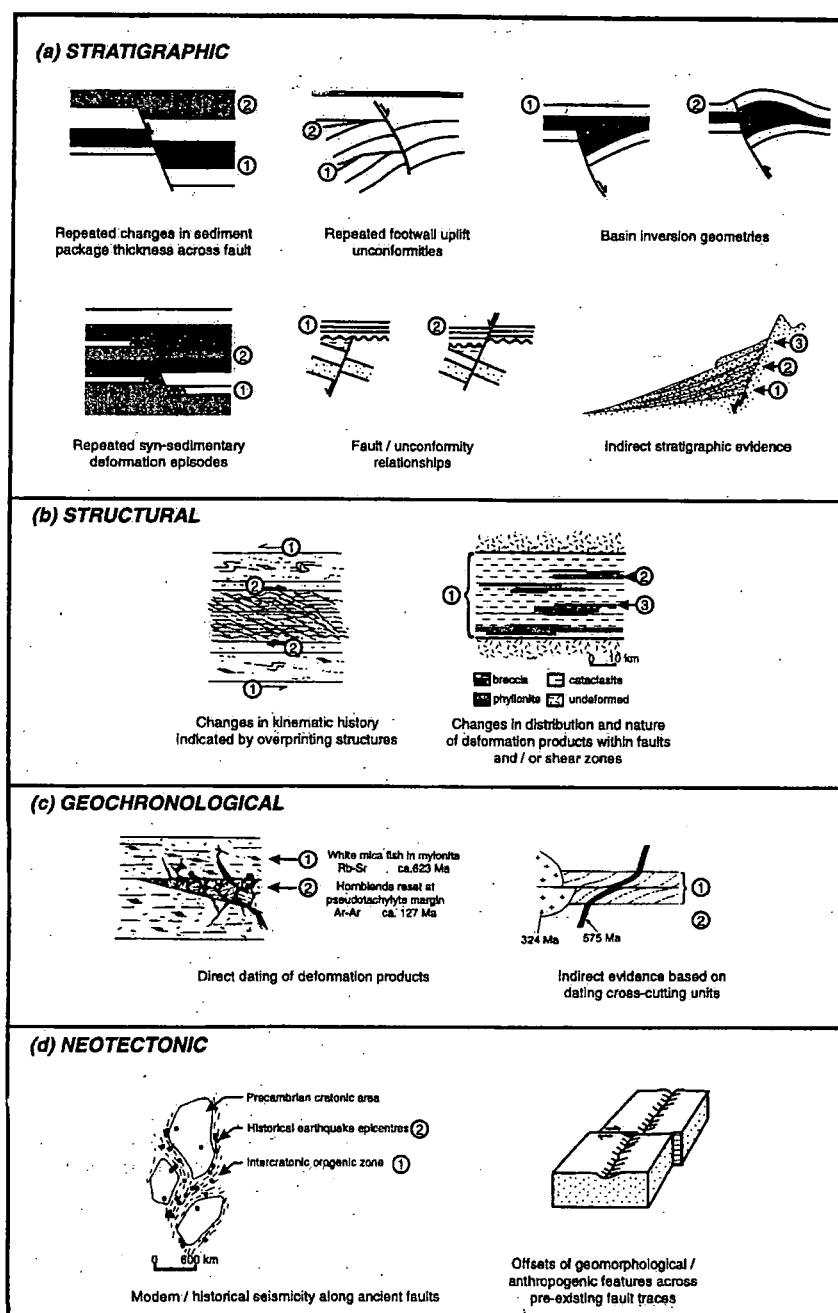 (a) STRATIGRAPHIC
②
①
Repeated changes in sediment
package thickness across fault
②
①
Repeated footwall uplift
unconformities
①
②
Basin inversion geometries
②
①
Repeated syn-sedimentary
deformation episodes
①
②
Fault / unconformity
relationships
③
②
①
Indirect stratigraphic evidence
(b) STRUCTURAL
①
②
②
①
Changes in kinematic history
indicated by overprinting structures
①
②
③
0 10 km
breccia
cataclasite
phyllonite
undeformed
Changes in distribution and nature
of deformation products within faults
and / or shear zones
(c) GEOCHRONOLOGICAL
① White mica fish in mylonite
Rb-Sr ca.623 Ma
② Hornblende reset at
pseudotachylyte margin
Ar-Ar ca. 127 Ma
Direct dating of deformation products
①
②
324 Ma
575 Ma
Indirect evidence based on
dating cross-cutting units
(d) NEOTECTONIC
Precambrian cratonic area
Historical earthquake epicentres ②
Intercratonic orogenic zone ①
0 600 km
Modern / historical seismicity along ancient faults
Offsets of geomorphological /
anthropogenic features across
pre-existing fault traces